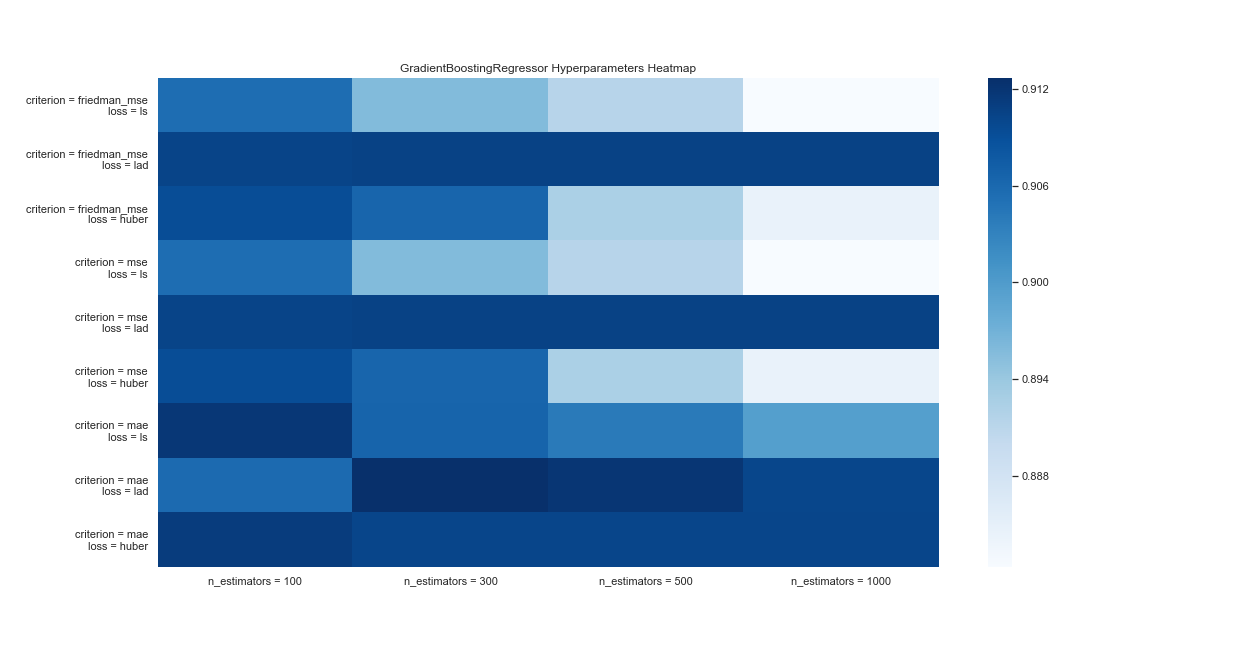 GradientBoostingRegressor Hyperparameters Heatmap
criterion = friedman_mse
loss = ls
criterion = friedman_mse
loss = lad
criterion = friedman_mse
loss = huber
criterion = mse
loss = ls
criterion = mse
loss = lad
criterion = mse
loss = huber
criterion = mae
loss = ls
criterion = mae
loss = lad
criterion = mae
loss = huber
n_estimators = 100
n_estimators = 300
n_estimators = 500
n_estimators = 1000
0.912
0.906
0.900
0.894
0.888